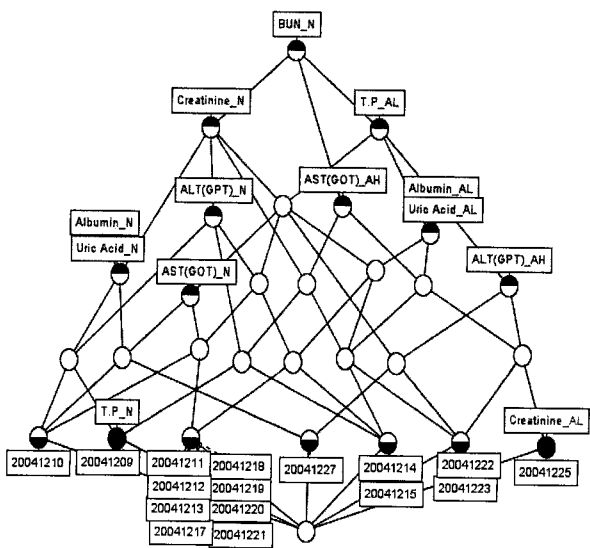 BUN_N
Creatinine_N
T.P_AL
ALT(GPT)_N
AST(GOT)_AH
Albumin_AL
Uric Acid_AL
Albumin_N
Uric Acid_N
AST(GOT)_N
ALT(GPT)_AH
T.P_N
Creatinine_AL
20041210
20041209
20041211
20041218
20041227
20041214
20041222
20041225
20041212
20041219
20041215
20041223
20041213
20041220
20041217
20041221